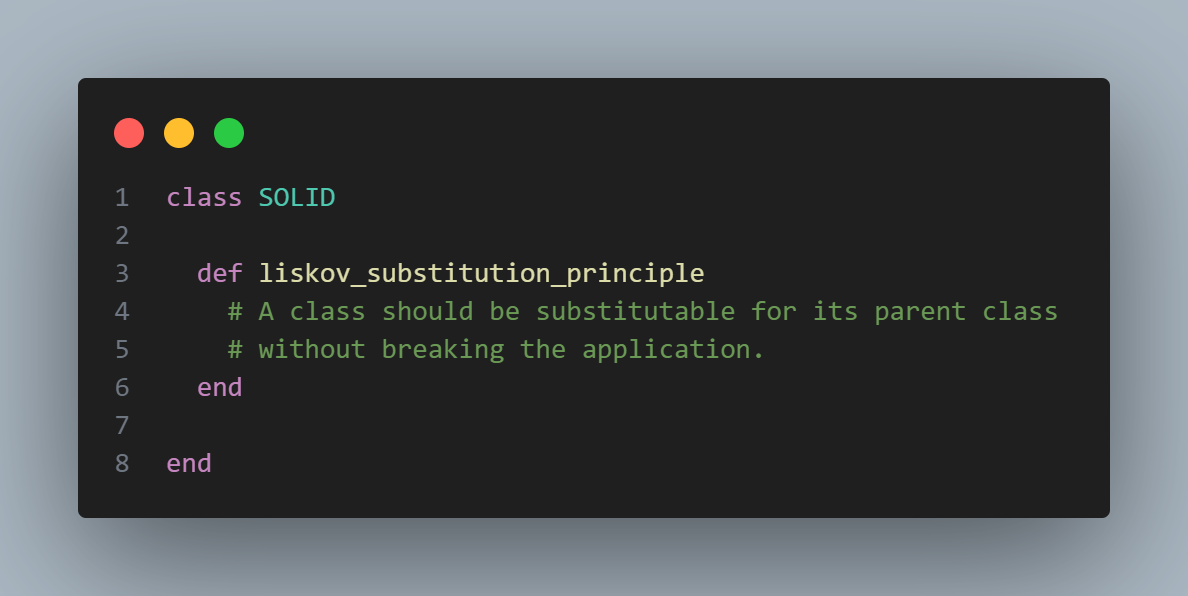 1 class SOLID
2
3   def liskov_substitution_principle
4     # A class should be substitutable for its parent class
5     # without breaking the application.
6   end
7
8 end